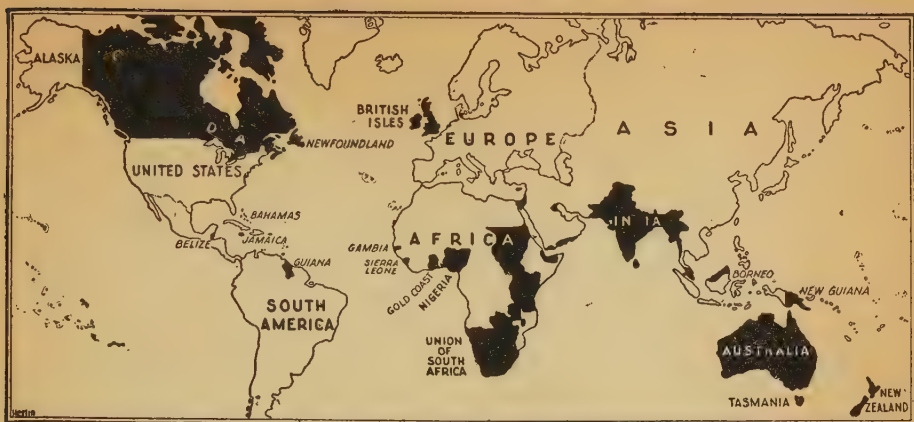 ALASKA
UNITED STATES
NEWFOUNDLAND
BAHAMAS
BELIZE
JAMAICA
GUIANA
SOUTH
AMERICA
BRITISH
ISLES
EUROPE
ASIA
AFRICA
GAMBIA
SIERRA
LEONE
GOLD COAST
NIGERIA
UNION
OF
SOUTH
AFRICA
IN IA
BORNEO
NEW GUIANA
AUSTRALIA
TASMANIA
NEW
ZEALAND